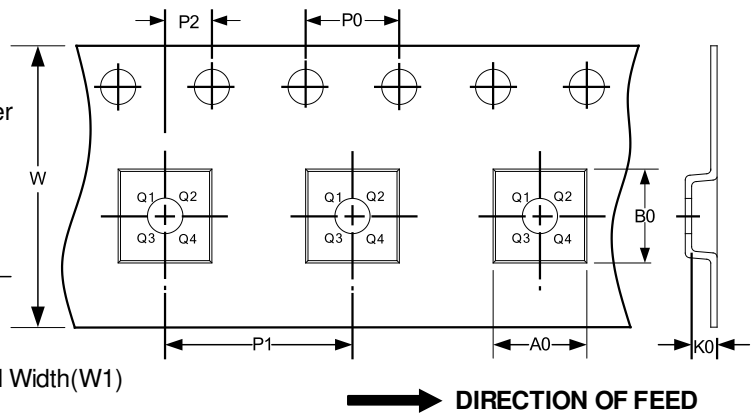 P2 P0
er
W
Q1 Q2 Q1 Q2 Q1 Q2
B0
Q3 Q4 Q3 Q4 Q3 Q4
P1 A0 K0
Width(W1)
DIRECTION OF FEED